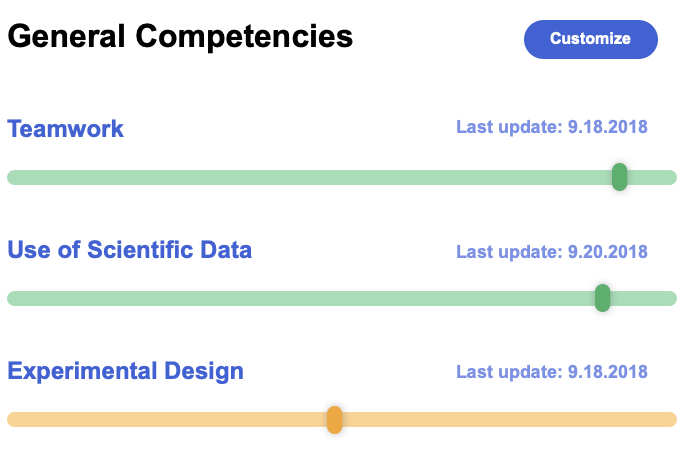 General Competencies
Customize
Teamwork
Last update: 9.18.2018
Use of Scientific Data
Last update: 9.20.2018
Experimental Design
Last update: 9.18.2018